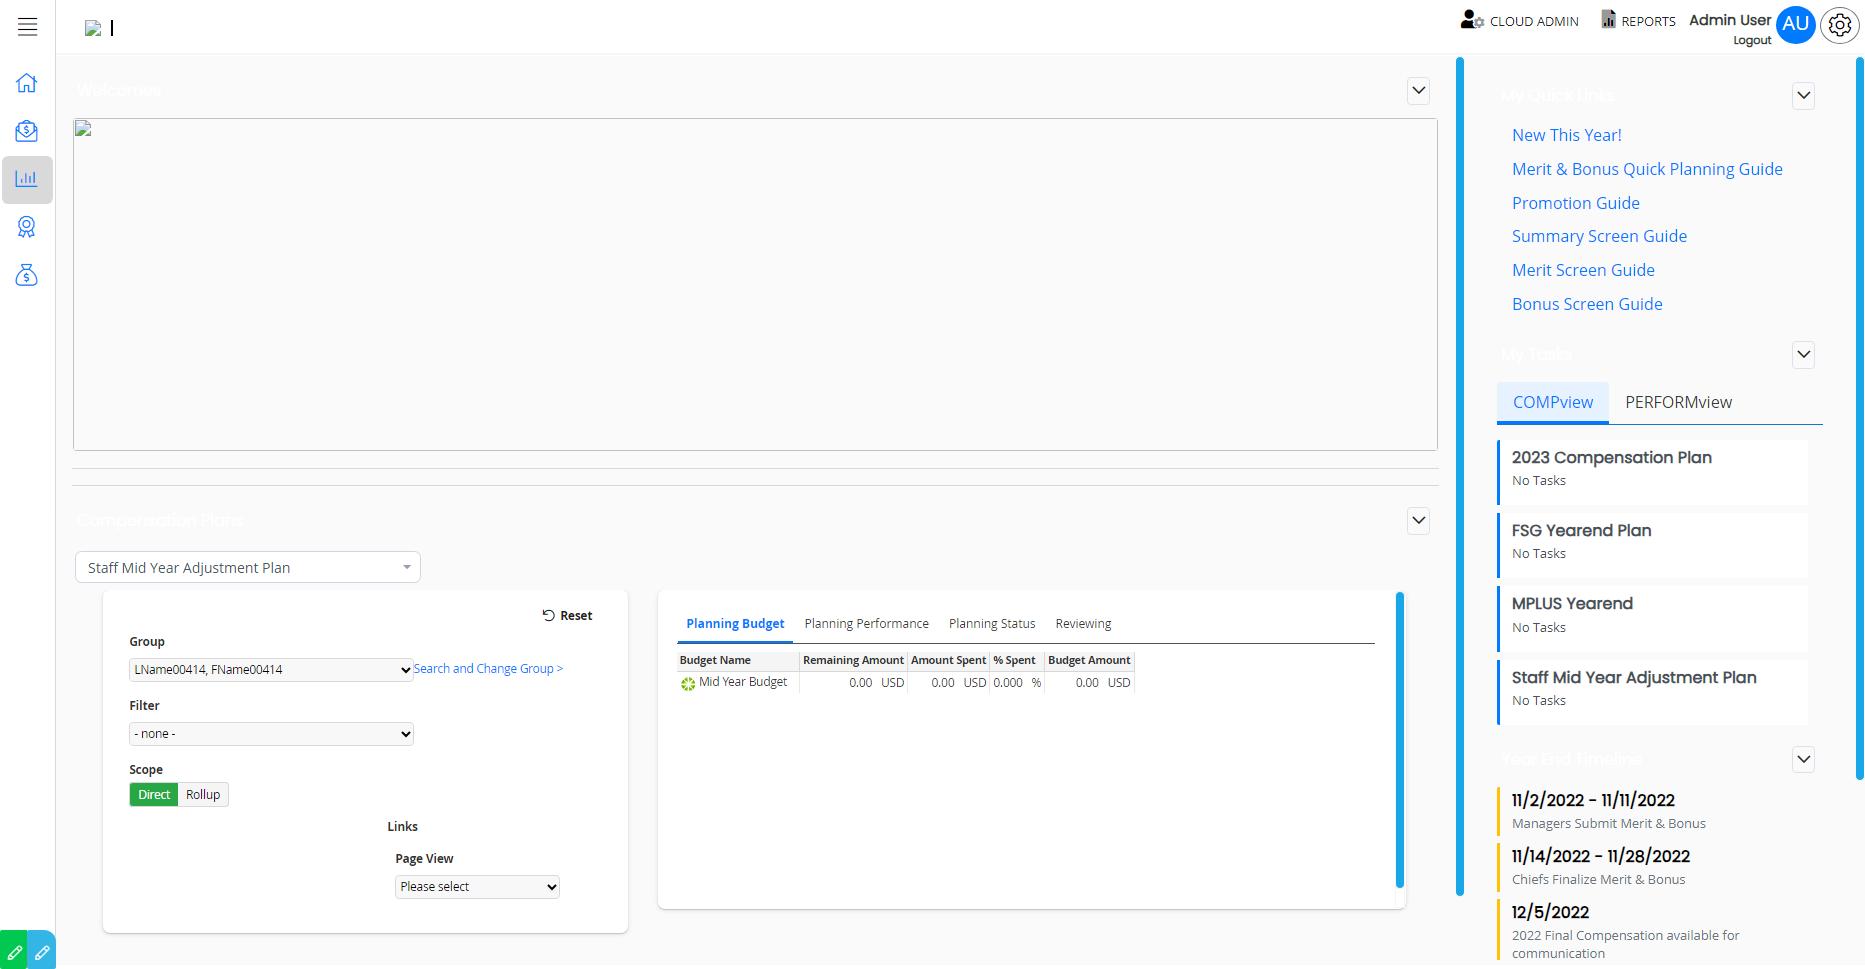 CLOUD ADMIN
REPORTS
Admin User
Logout
AU
Welcomes
My Quick Links
New This Year!
Merit & Bonus Quick Planning Guide
Promotion Guide
Summary Screen Guide
Merit Screen Guide
Bonus Screen Guide
My Tasks
COMPview PERFORMview
2023 Compensation Plan
No Tasks
FSG Yearend Plan
No Tasks
MPLUS Yearend
No Tasks
Staff Mid Year Adjustment Plan
No Tasks
Year End Timeline
11/2/2022 - 11/11/2022
Managers Submit Merit & Bonus
11/14/2022 - 11/28/2022
Chiefs Finalize Merit & Bonus
12/5/2022
2022 Final Compensation available for
communication
Compensation Plans
Staff Mid Year Adjustment Plan
Reset
Group
LName00414, FName00414
Search and Change Group >
Filter
- none -
Scope
Direct Rollup
Links
Page View
Please select
Planning Budget Planning Performance Planning Status Reviewing
Budget Name Remaining Amount Amount Spent % Spent Budget Amount
Mid Year Budget 0.00 USD 0.00 USD 0.000 % 0.00 USD